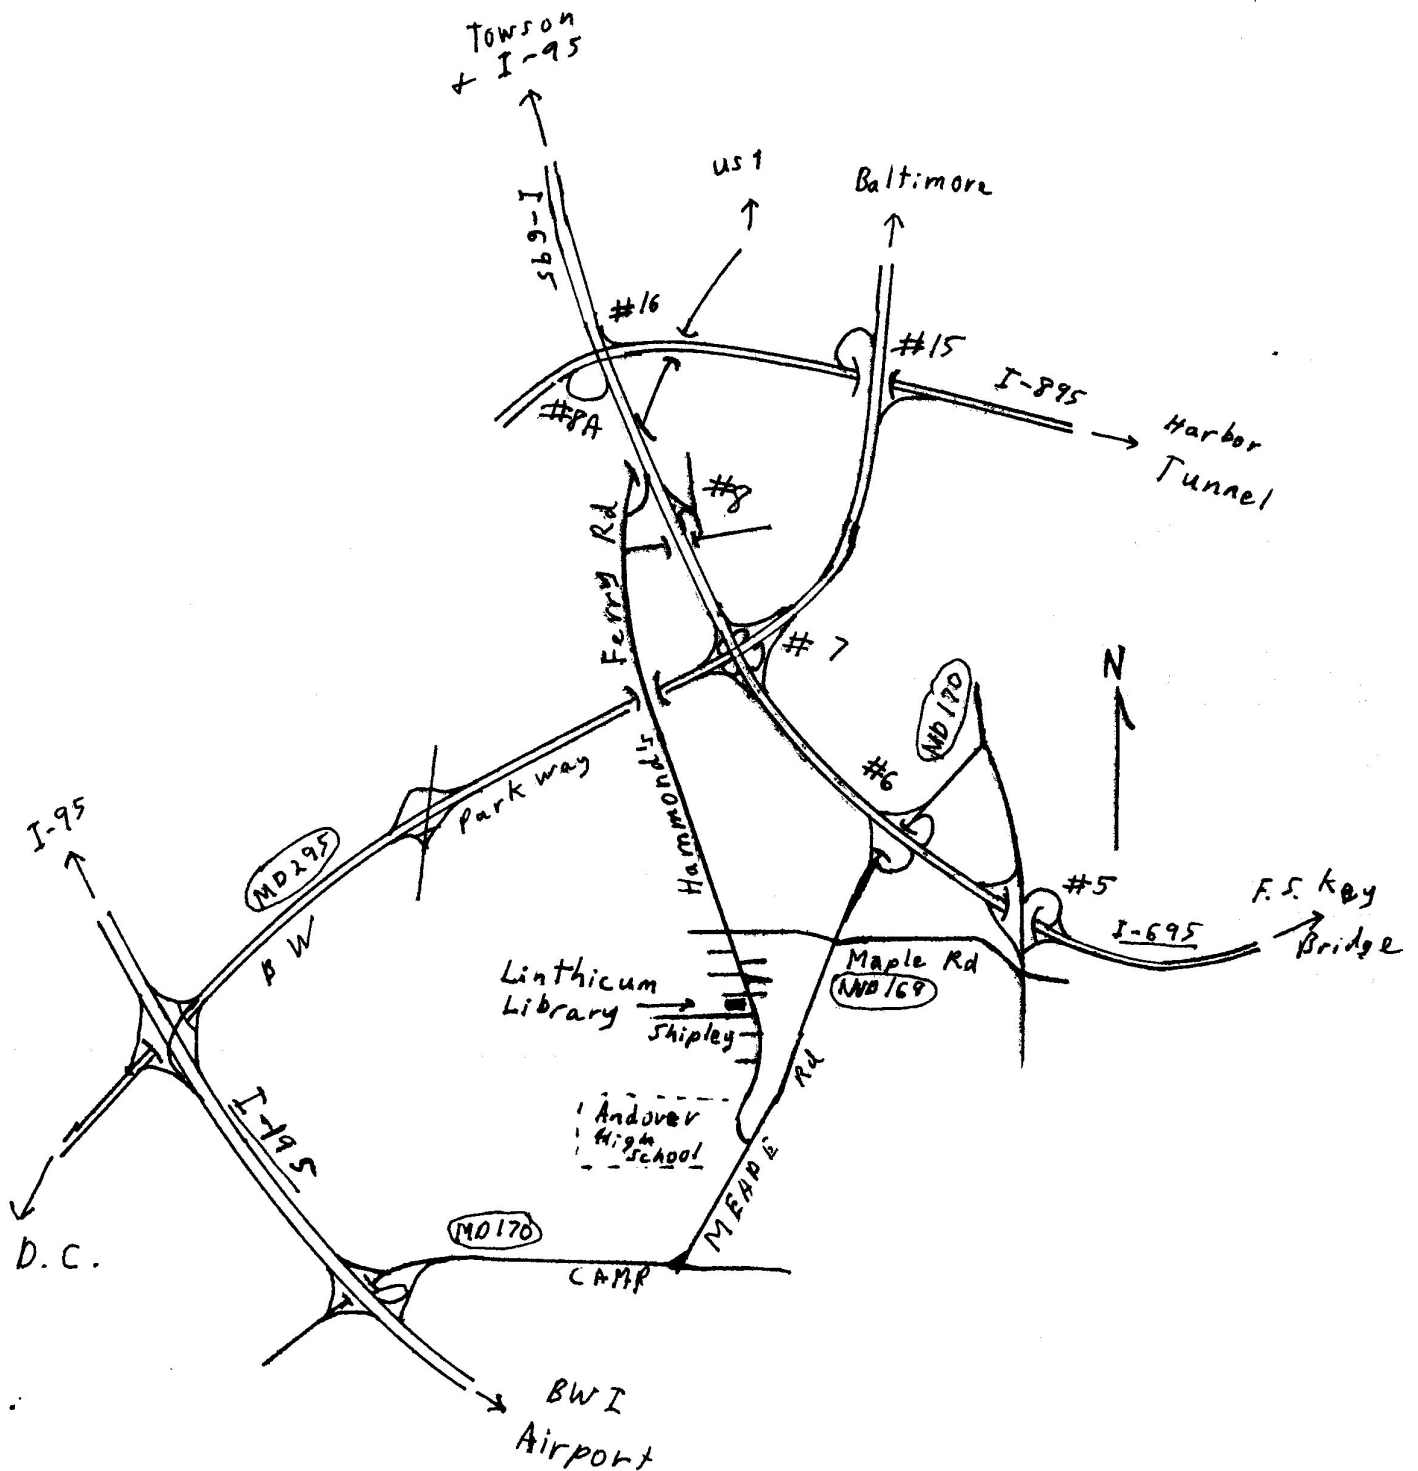 Towson
+ I-95
US 1
Baltimore
I-695
#16
#15
I-895
#8A
Harbor
Tunnel
#8
Ferry Rd
#7
N
MD 170
Hammonds
#6
Parkway
I-95
MD 295
#5
F.S. Key
Bridge
I-695
BW
Maple Rd
MD 169
Linthicum
Library
Shipley
Rd
I-195
Andover
High
School
MEADE
D.C.
MD 170
CAMP
BWI
Airport